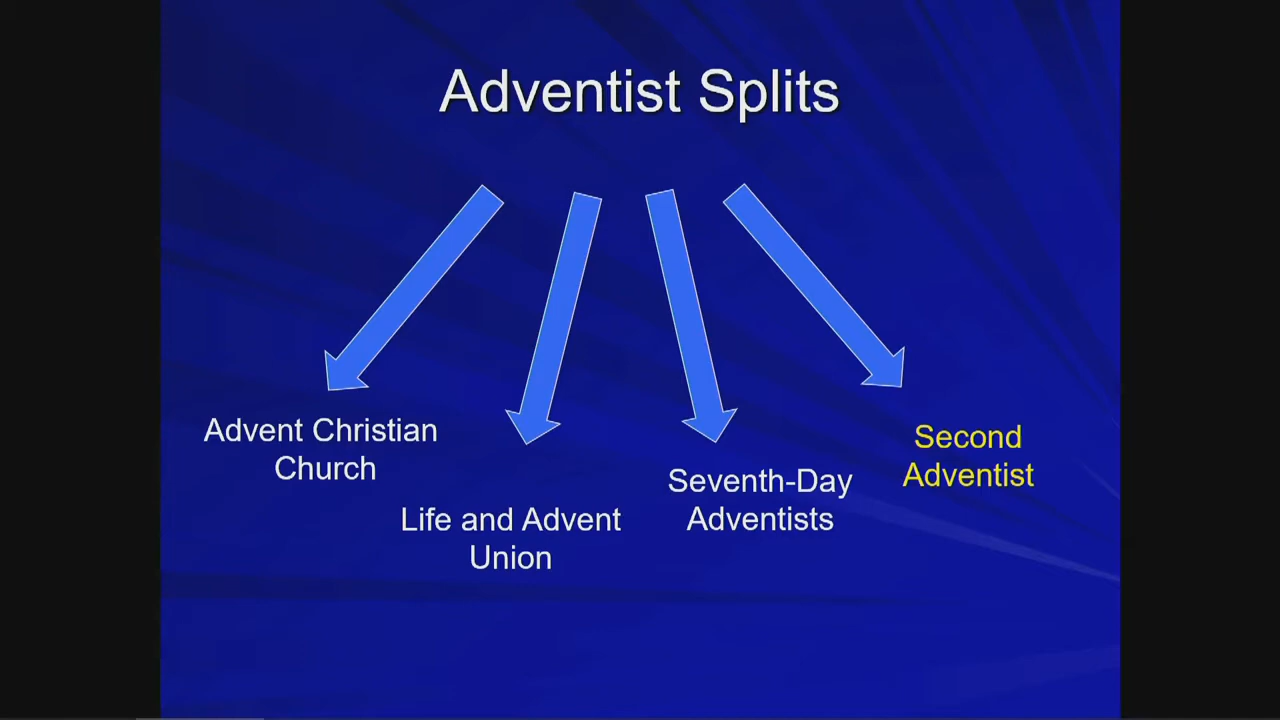 Adventist Splits
Advent Christian
Church
Life and Advent
Union
Seventh-Day
Adventists
Second
Adventist